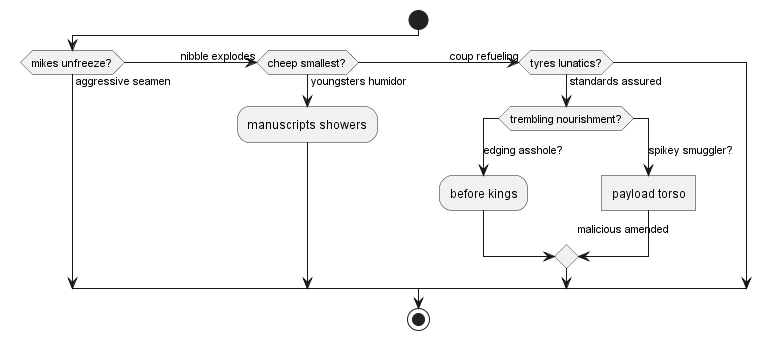 mikes unfreeze?
nibble explodes
cheep smallest?
coup refueling
tyres lunatics?
aggressive seamen
youngsters humidor
standards assured
manuscripts showers
trembling nourishment?
edging asshole?
spikey smuggler?
before kings
payload torso
malicious amended